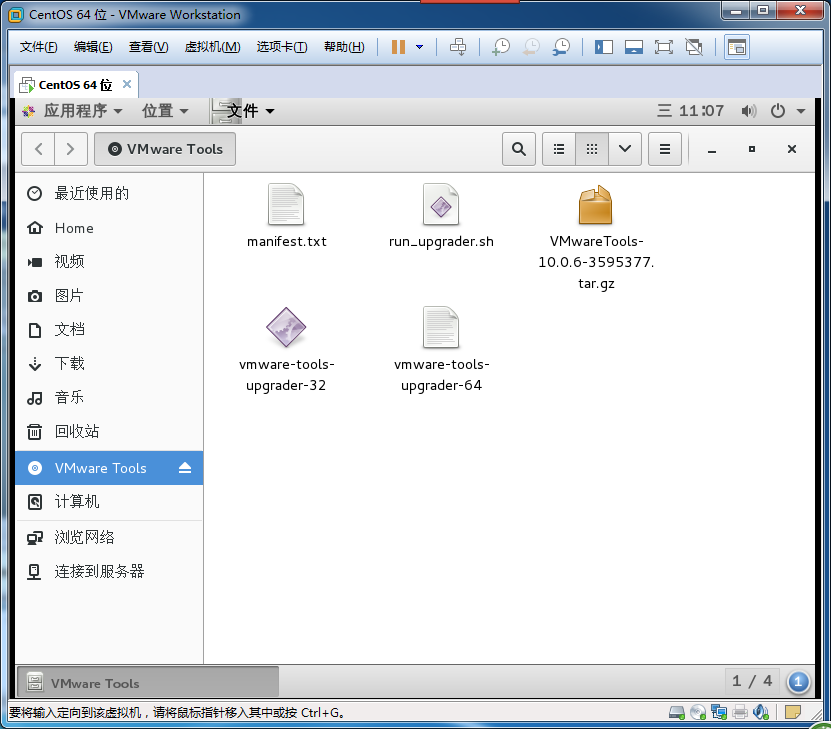 CentOS 64 位 - VMware Workstation
文件(F) 编辑(E) 查看(V) 虚拟机(M) 选项卡(T) 帮助(H)
CentOS 64 位
应用程序 位置 文件 三 11:07
VMware Tools
最近使用的
Home
视频
图片
文档
下载
音乐
回收站
VMware Tools
计算机
浏览网络
连接到服务器
manifest.txt
run_upgrader.sh
VMwareTools-
10.0.6-3595377.
tar.gz
vmware-tools-
upgrader-32
vmware-tools-
upgrader-64
VMware Tools
1 / 4 1
要将输入定向到该虚拟机，请将鼠标指针移入其中或按 Ctrl+G。